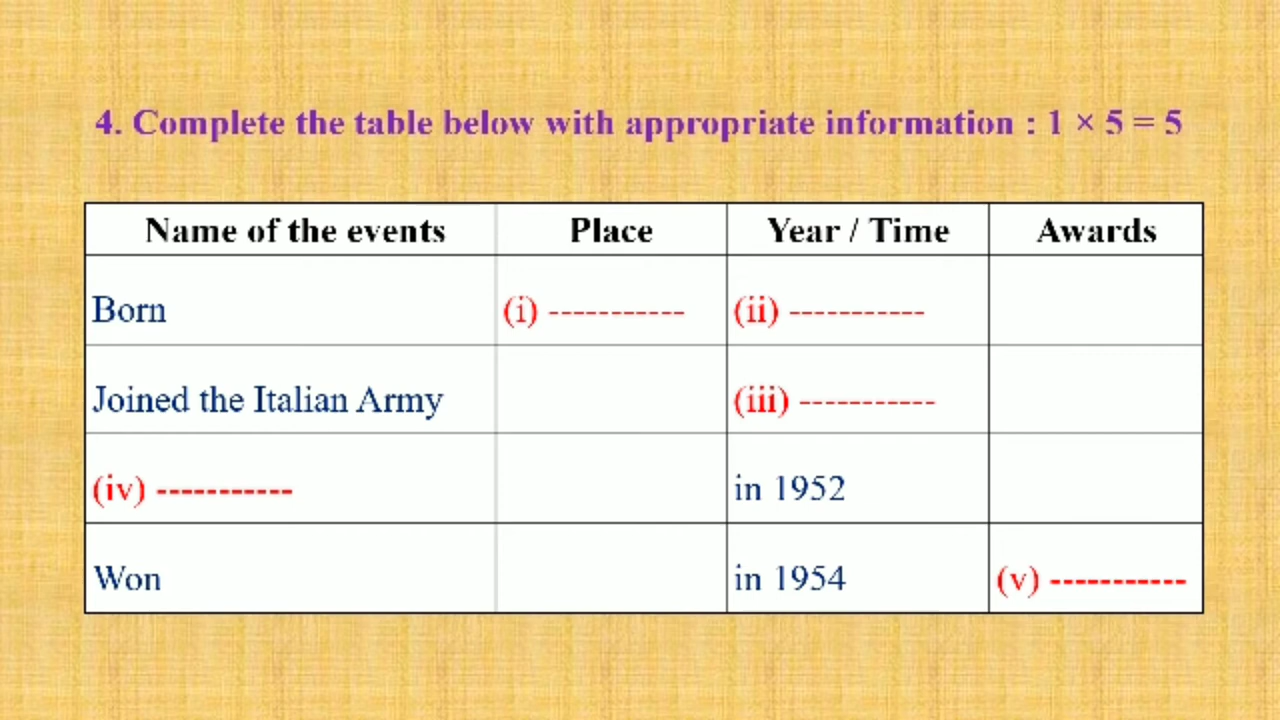 4. Complete the table below with appropriate information : 1 × 5 = 5
Name of the events Place Year / Time Awards
Born (i) ----------- (ii) -----------
Joined the Italian Army (iii) -----------
(iv) ----------- in 1952
Won in 1954 (v) -----------